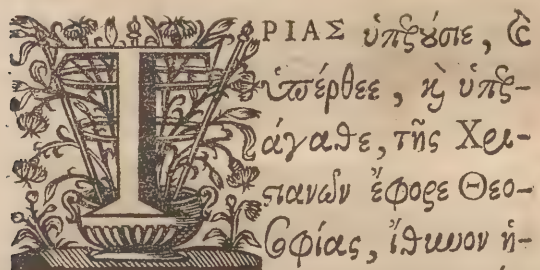 ΤΡΙΑΣ ὑπερούσιε, καὶ
ὑπέρθεε, καὶ ὑπερ-
άγαθε, τῆς Χρι-
στιανῶν ἔφορε Θεο-
σοφίας, ἴθυνον ἡ-